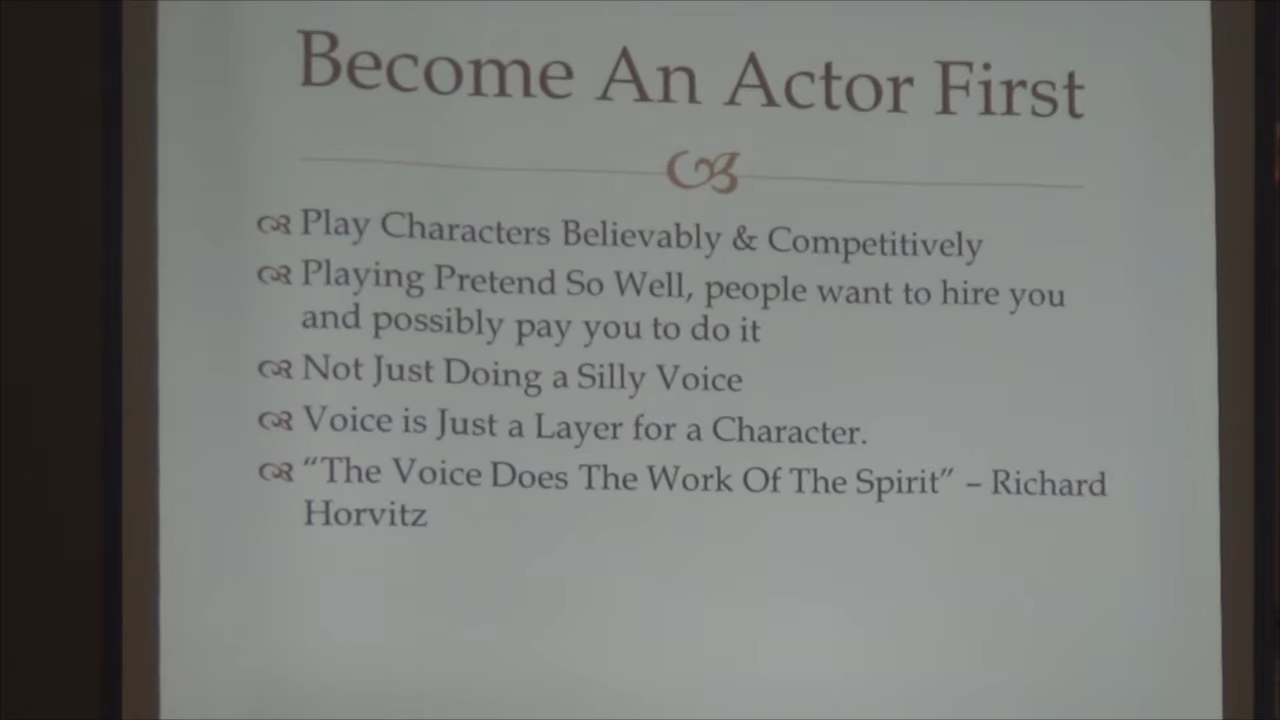 Become An Actor First
Play Characters Believably & Competitively
Playing Pretend So Well, people want to hire you
and possibly pay you to do it
Not Just Doing a Silly Voice
Voice is Just a Layer for a Character.
“The Voice Does The Work Of The Spirit” – Richard
Horvitz